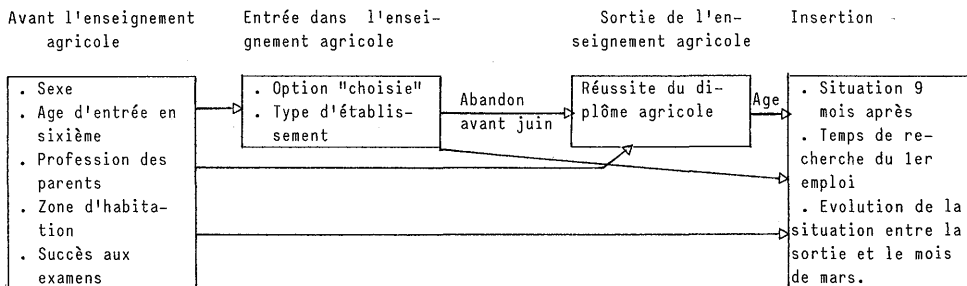 Avant l'enseignement
agricole
Entrée dans l'ensei-
gnement agricole
Sortie de l'en-
seignement agricole
Insertion
. Sexe
. Age d'entrée en
sixième
. Profession des
parents
. Zone d'habita-
tion
. Succès aux
examens
. Option "choisie"
. Type d'établis-
sement
Abandon
avant juin
Réussite du di-
plôme agricole
Age
. Situation 9
mois après
. Temps de re-
cherche du 1er
emploi
. Evolution de la
situation entre la
sortie et le mois
de mars.